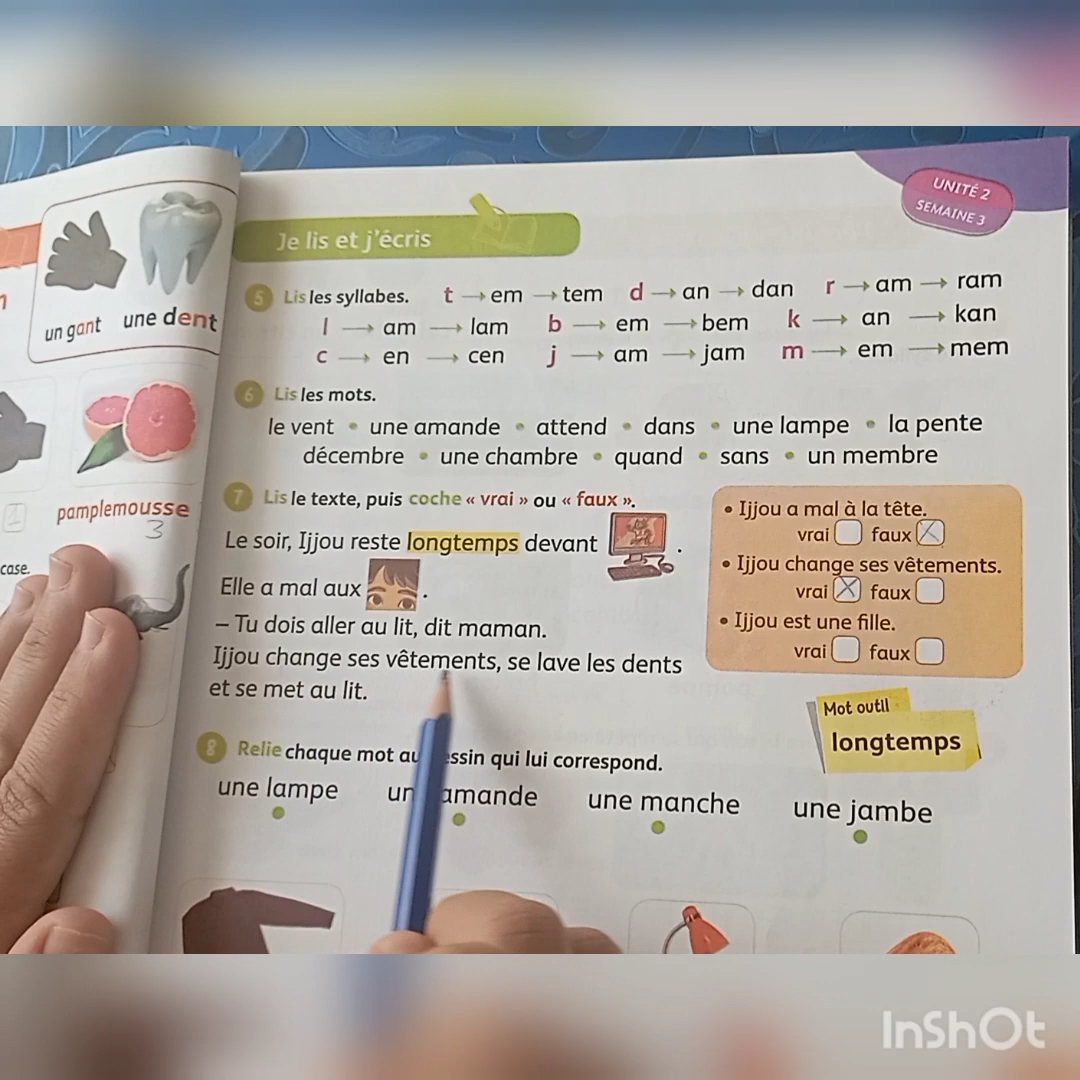 un gant une dent
pamplemousse
3
case.
UNITÉ 2
SEMAINE 3
Je lis et j'écris
5 Lis les syllabes. t → em → tem d → an → dan r → am → ram
l → am → lam b → em → bem k → an → kan
c → en → cen j → am → jam m → em → mem
6 Lis les mots.
le vent • une amande • attend • dans • une lampe • la pente
décembre • une chambre • quand • sans • un membre
7 Lis le texte, puis coche « vrai » ou « faux ».
Le soir, Ijjou reste longtemps devant .
Elle a mal aux .
– Tu dois aller au lit, dit maman.
Ijjou change ses vêtements, se lave les dents
et se met au lit.
• Ijjou a mal à la tête.
vrai faux
• Ijjou change ses vêtements.
vrai faux
• Ijjou est une fille.
vrai faux
Mot outil
longtemps
8 Relie chaque mot au dessin qui lui correspond.
une lampe une amande une manche une jambe
InShOt